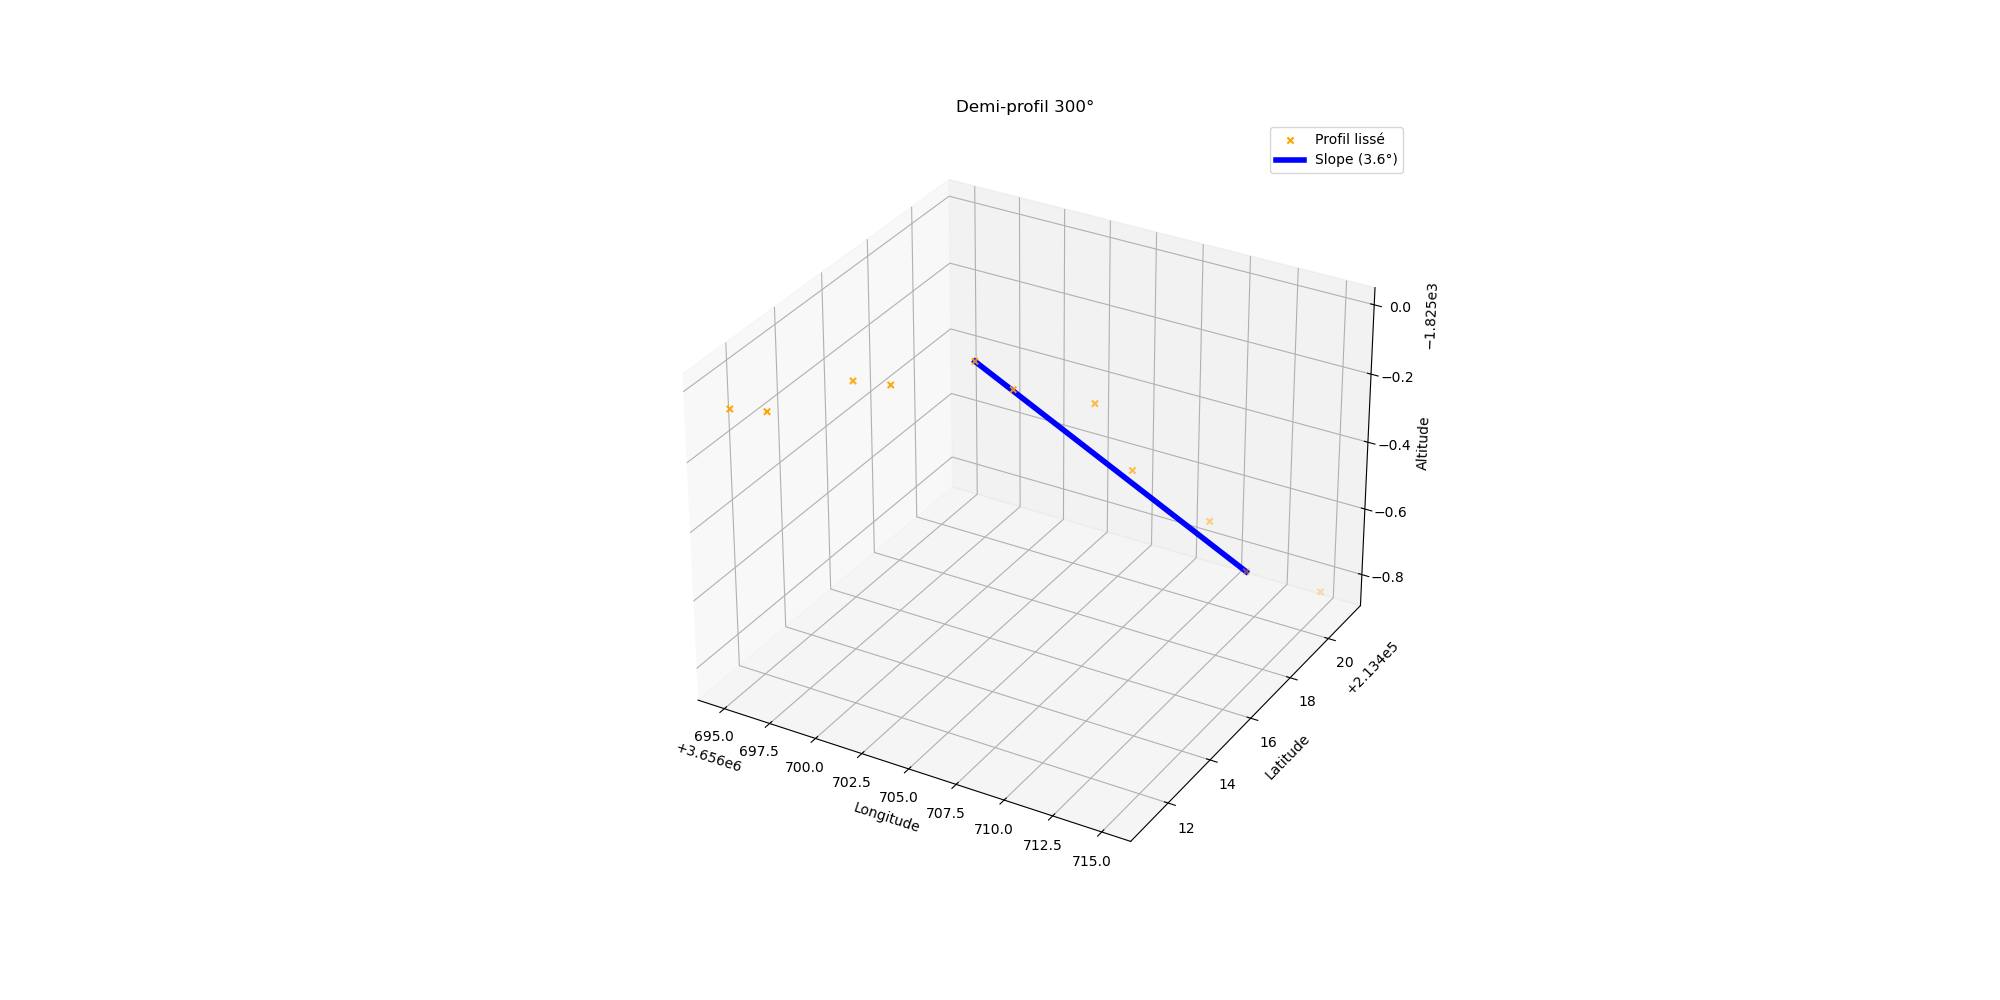 Demi-profil 300°
Profil lissé
Slope (3.6°)
−1.825e3
0.0
−0.2
−0.4
−0.6
−0.8
Altitude
20
18
16
14
12
+2.134e5
Latitude
695.0
697.5
700.0
702.5
705.0
707.5
710.0
712.5
715.0
+3.656e6
Longitude